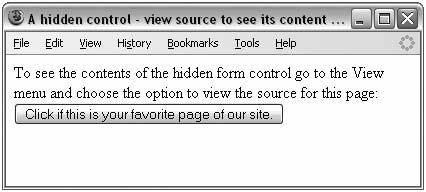 A hidden control - view source to see its content ...
File Edit View History Bookmarks Tools Help
To see the contents of the hidden form control go to the View
menu and choose the option to view the source for this page:
Click if this is your favorite page of our site.